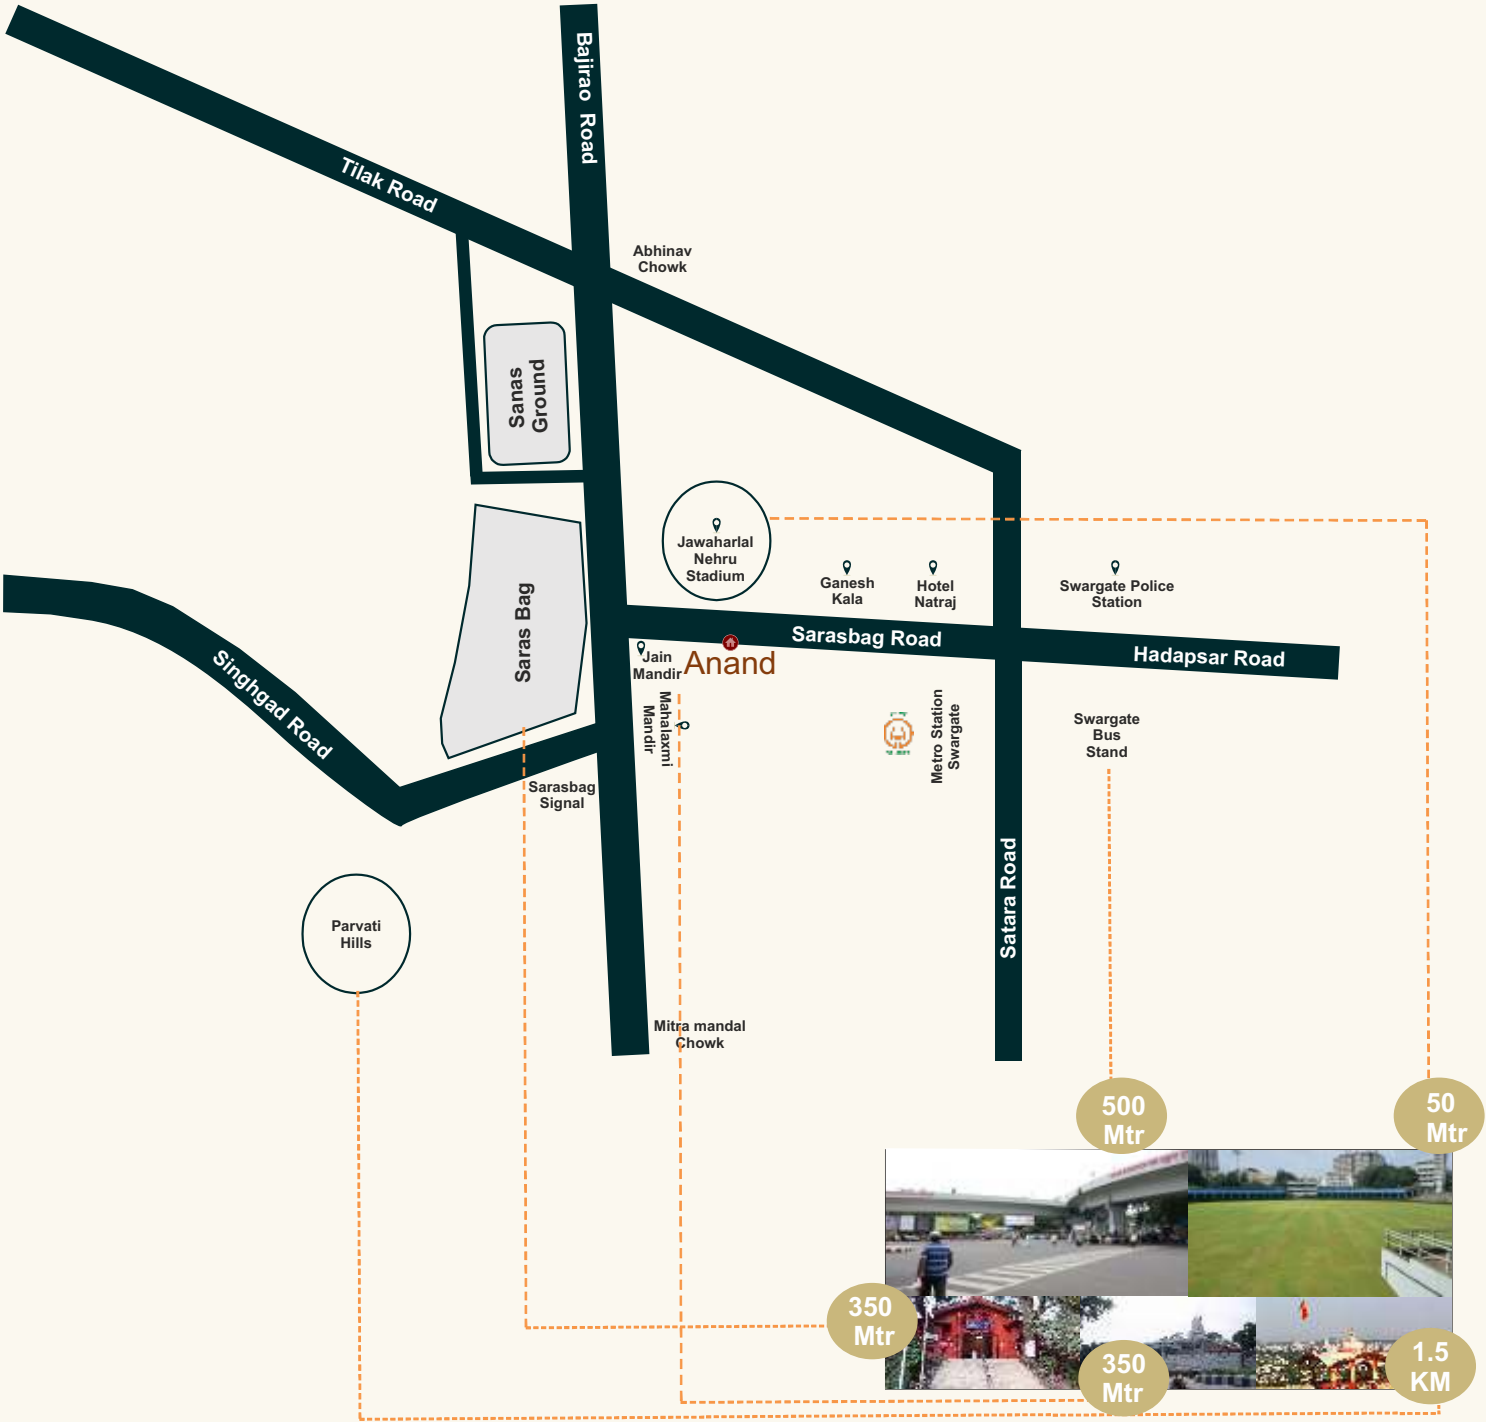 Bajirao Road
Tilak Road
Abhinav
Chowk
Sanas
Ground
Jawaharlal
Nehru
Stadium
Ganesh
Kala
Hotel
Natraj
Swargate Police
Station
Saras Bag
Sarasbag Road
Hadapsar Road
Jain
Mandir
Anand
Singhgad Road
Mahalaxmi
Mandir
Metro Station
Swargate
Swargate
Bus
Stand
Sarasbag
Signal
Satara Road
Parvati
Hills
Mitra mandal
Chowk
500
Mtr
50
Mtr
350
Mtr
350
Mtr
1.5
KM